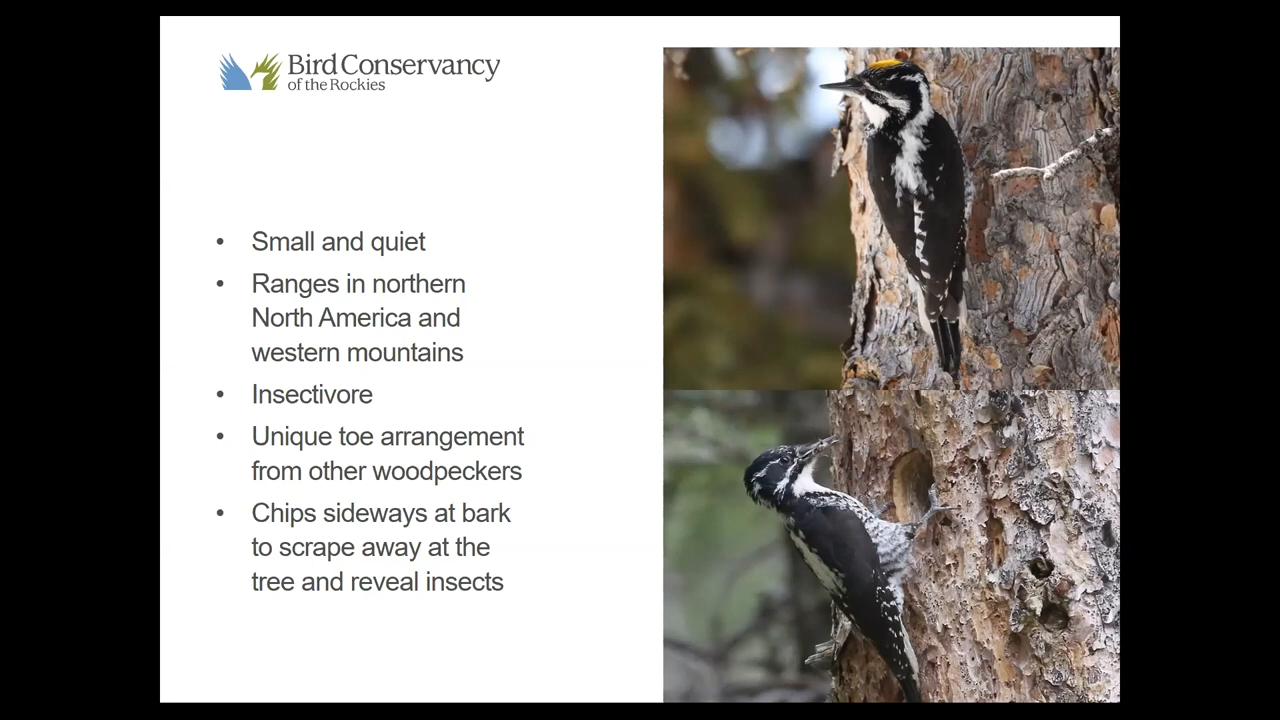 Bird Conservancy
of the Rockies
• Small and quiet
• Ranges in northern
North America and
western mountains
• Insectivore
• Unique toe arrangement
from other woodpeckers
• Chips sideways at bark
to scrape away at the
tree and reveal insects